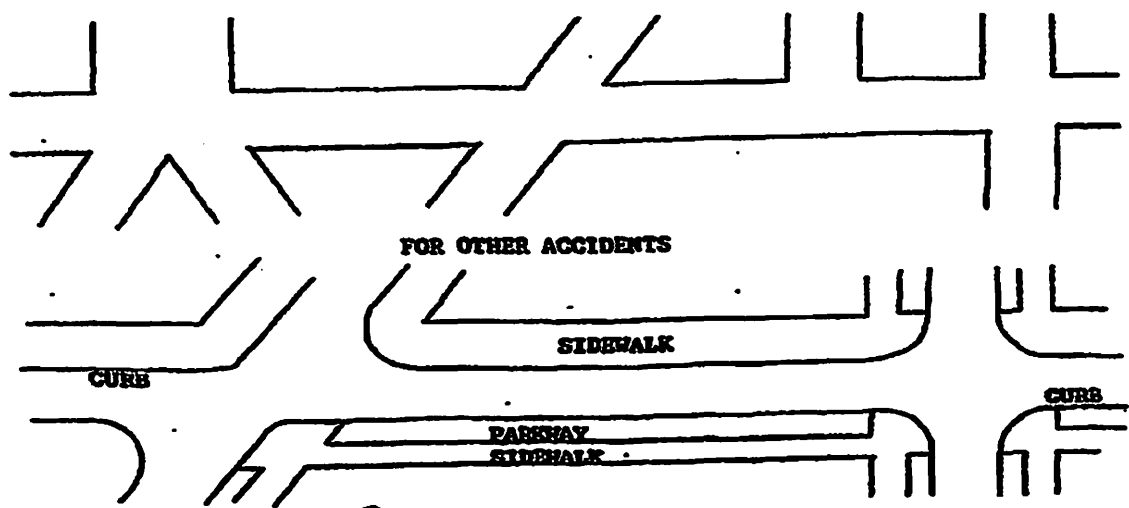 FOR OTHER ACCIDENTS
SIDEWALK
CURB
CURB
PARKWAY
SIDEWALK